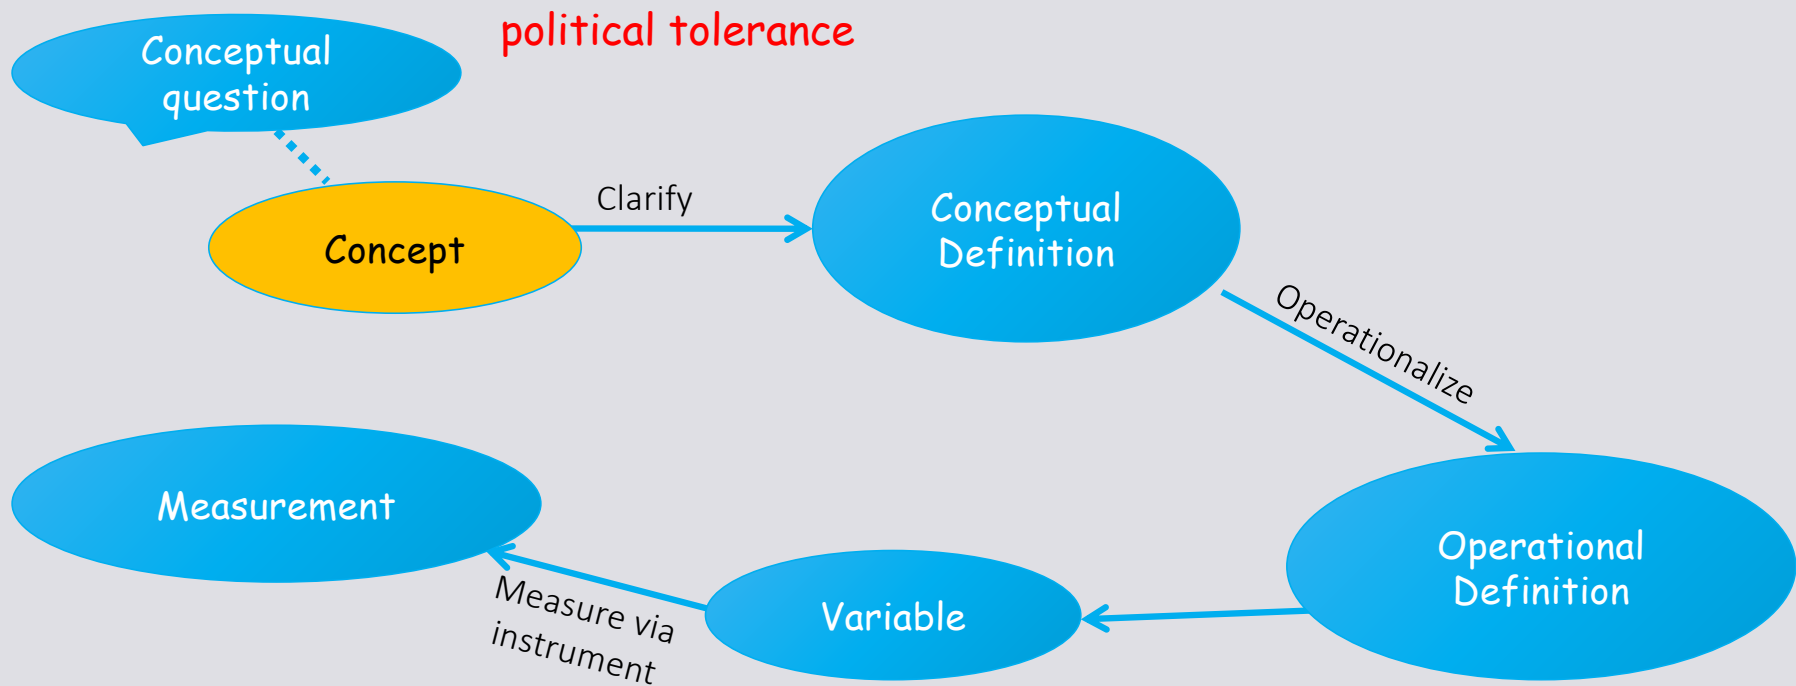 political tolerance
Conceptual
question
Clarify
Concept
Conceptual
Definition
Operationalize
Operational
Definition
Variable
Measure via
instrument
Measurement